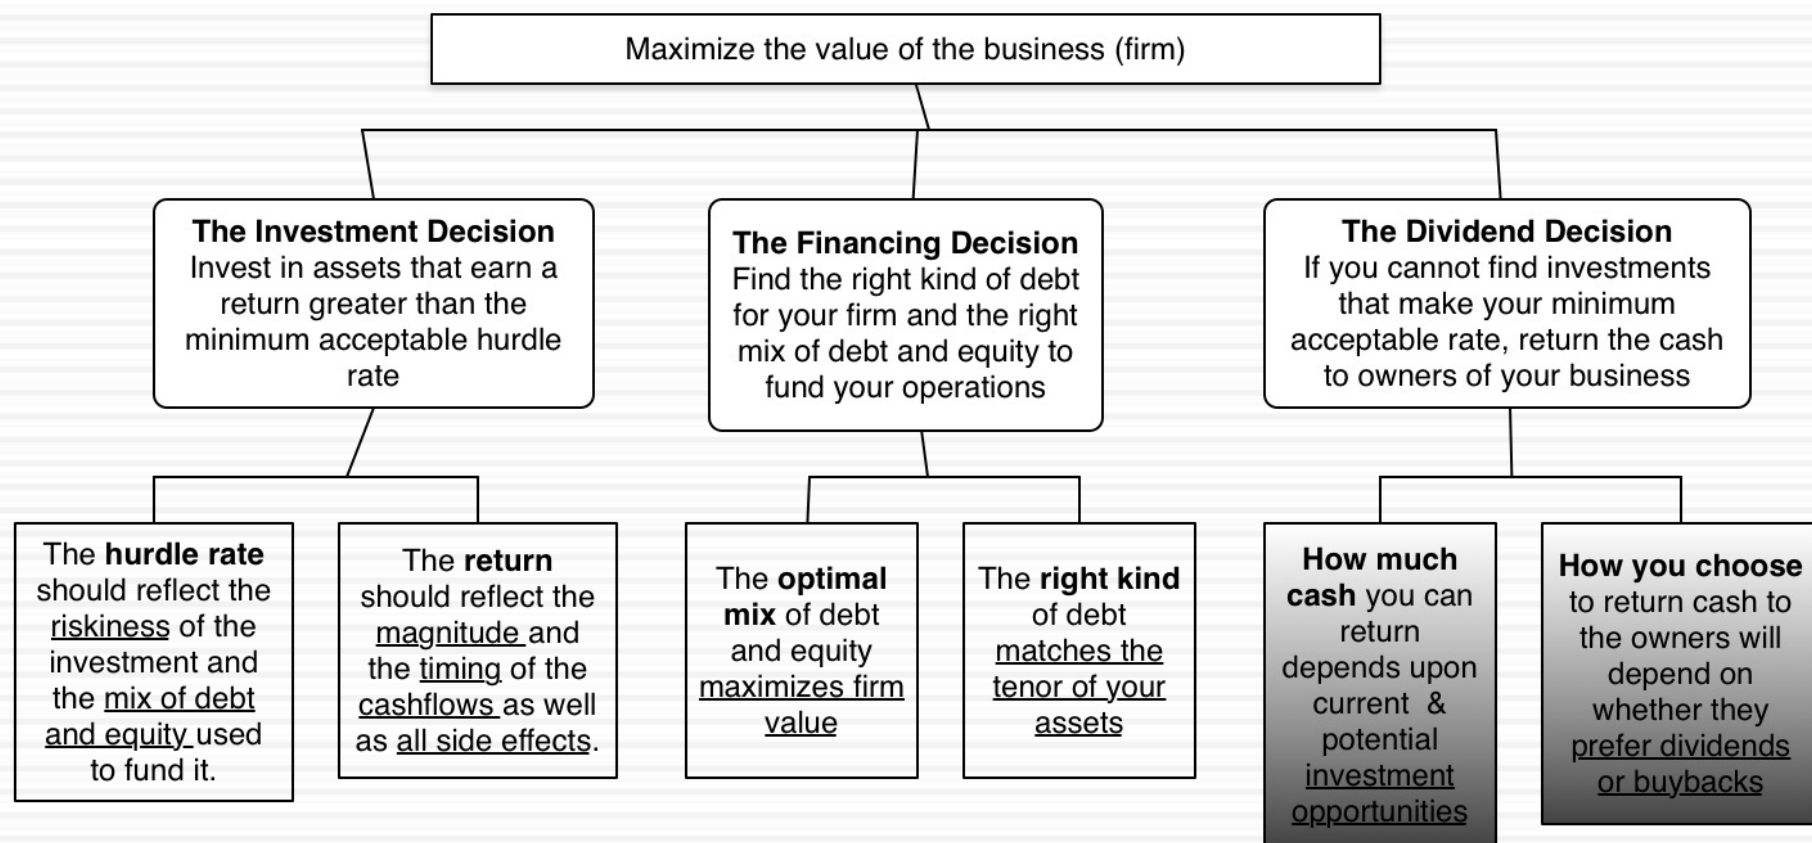 Maximize the value of the business (firm)
The Investment Decision
Invest in assets that earn a
return greater than the
minimum acceptable hurdle
rate
The Financing Decision
Find the right kind of debt
for your firm and the right
mix of debt and equity to
fund your operations
The Dividend Decision
If you cannot find investments
that make your minimum
acceptable rate, return the cash
to owners of your business
The hurdle rate
should reflect the
riskiness of the
investment and
the mix of debt
and equity used
to fund it.
The return
should reflect the
magnitude and
the timing of the
cashflows as well
as all side effects.
The optimal
mix of debt
and equity
maximizes firm
value
The right kind
of debt
matches the
tenor of your
assets
How much
cash you can
return
depends upon
current & 
potential
investment
opportunities
How you choose
to return cash to
the owners will
depend on
whether they
prefer dividends
or buybacks